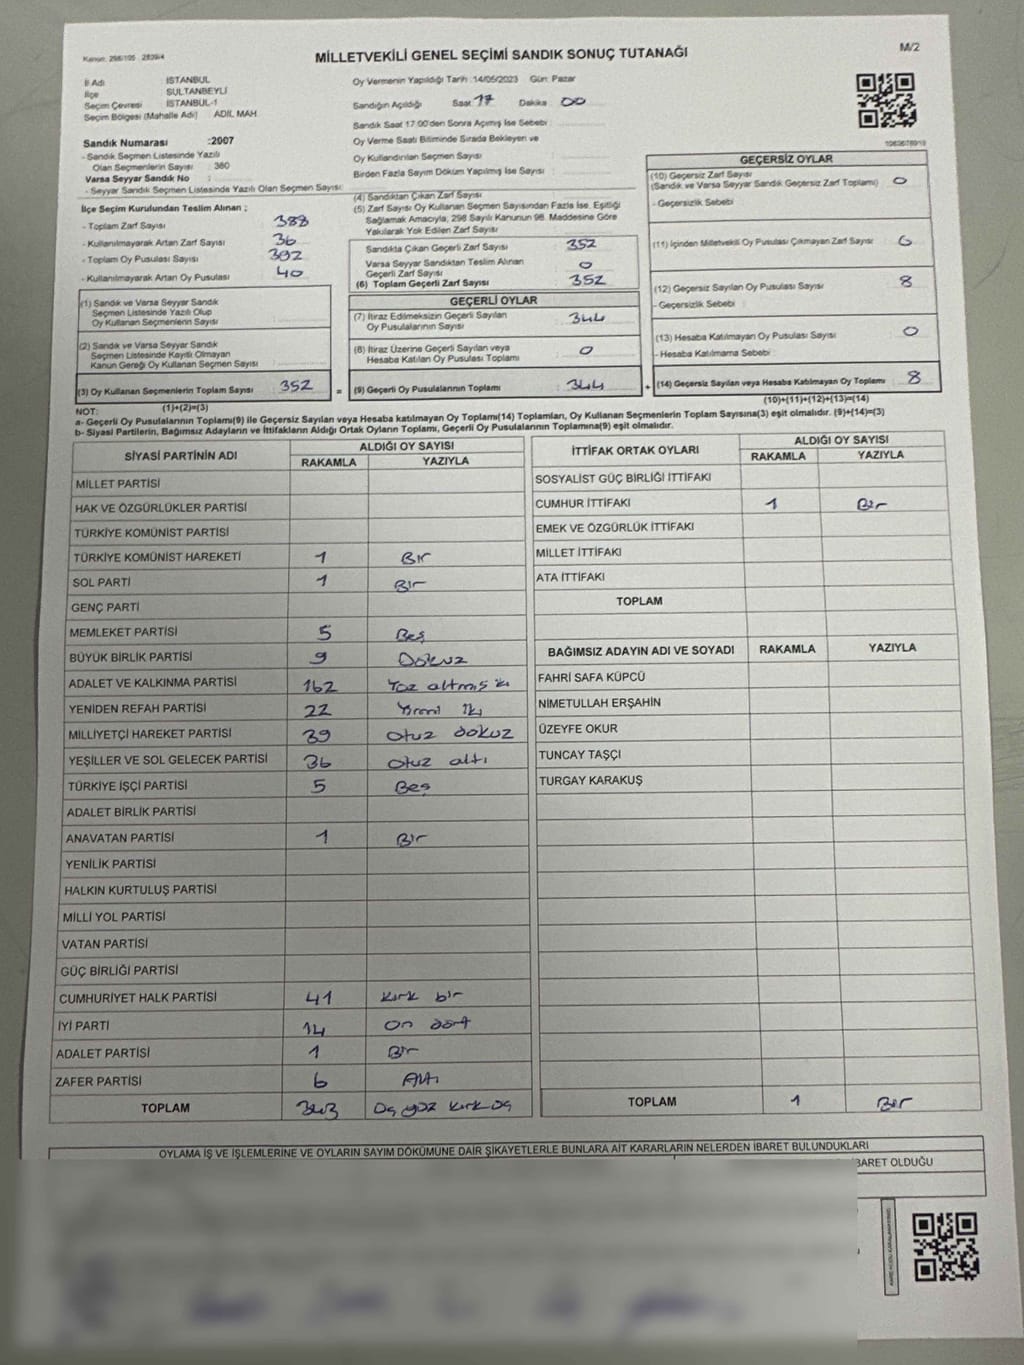 Kanun: 298/105 2839/4
MİLLETVEKİLİ GENEL SEÇİMİ SANDIK SONUÇ TUTANAĞI
M/2
İl Adı İSTANBUL
İlçe SULTANBEYLİ
Seçim Çevresi İSTANBUL-1
Seçim Bölgesi (Mahalle Adı) ADİL MAH
Sandık Numarası :2007
- Sandık Seçmen Listesinde Yazılı
Olan Seçmenlerin Sayısı : 380
Varsa Seyyar Sandık No :
- Seyyar Sandık Seçmen Listesinde Yazılı Olan Seçmen Sayısı:
İlçe Seçim Kurulundan Teslim Alınan ;
- Toplam Zarf Sayısı : 388
- Kullanılmayarak Artan Zarf Sayısı : 36
- Toplam Oy Pusulası Sayısı : 392
- Kullanılmayarak Artan Oy Pusulası : 40
(1) Sandık ve Varsa Seyyar Sandık
Seçmen Listesinde Yazılı Olup
Oy Kullanan Seçmenlerin Sayısı :
(2) Sandık ve Varsa Seyyar Sandık
Seçmen Listesinde Kayıtlı Olmayan
Kanun Gereği Oy Kullanan Seçmen Sayısı :
(3) Oy Kullanan Seçmenlerin Toplam Sayısı : 352
(1)+(2)=(3)
Oy Vermenin Yapıldığı Tarih :14/05/2023 Gün: Pazar
Sandığın Açıldığı Saat 17 Dakika : 00
Sandık Saat 17:00'den Sonra Açımış İse Sebebi :
Oy Verme Saati Bitiminde Sırada Bekleyen ve
Oy Kullandırılan Seçmen Sayısı :
Birden Fazla Sayım Döküm Yapılmış İse Sayısı :
(4) Sandıktan Çıkan Zarf Sayısı
(5) Zarf Sayısı Oy Kullanan Seçmen Sayısından Fazla İse, Eşitliği
Sağlamak Amacıyla, 298 Sayılı Kanunun 98. Maddesine Göre
Yakılarak Yok Edilen Zarf Sayısı
Sandıkta Çıkan Geçerli Zarf Sayısı : 352
Varsa Seyyar Sandıktan Teslim Alınan
Geçerli Zarf Sayısı : 0
(6) Toplam Geçerli Zarf Sayısı : 352
GEÇERLİ OYLAR
(7) İtiraz Edilmeksizin Geçerli Sayılan
Oy Pusulalarının Sayısı : 344
(8) İtiraz Üzerine Geçerli Sayılan veya
Hesaba Katılan Oy Pusulası Toplamı : 0
= (9) Geçerli Oy Pusulalarının Toplamı : 344
GEÇERSİZ OYLAR
(10) Geçersiz Zarf Sayısı
(Sandık ve Varsa Seyyar Sandık Geçersiz Zarf Toplamı) : 0
- Geçersizlik Sebebi
(11) İçinden Milletvekili Oy Pusulası Çıkmayan Zarf Sayısı :
(12) Geçersiz Sayılan Oy Pusulası Sayısı : 8
- Geçersizlik Sebebi :
(13) Hesaba Katılmayan Oy Pusulası Sayısı : 0
- Hesaba Katılmama Sebebi :
+ (14) Geçersiz Sayılan veya Hesaba Katılmayan Oy Toplamı : 8
(10)+(11)+(12)+(13)=(14)
NOT:
a- Geçerli Oy Pusulalarının Toplamı(9) ile Geçersiz Sayılan veya Hesaba katılmayan Oy Toplamı(14) Toplamları, Oy Kullanan Seçmenlerin Toplam Sayısına(3) eşit olmalıdır. (9)+(14)=(3)
b- Siyasi Partilerin, Bağımsız Adayların ve İttifakların Aldığı Ortak Oyların Toplamı, Geçerli Oy Pusulalarının Toplamına(9) eşit olmalıdır.
SİYASİ PARTİNİN ADI ALDIĞI OY SAYISI
RAKAMLA YAZIYLA
MİLLET PARTİSİ
HAK VE ÖZGÜRLÜKLER PARTİSİ
TÜRKİYE KOMÜNİST PARTİSİ
TÜRKİYE KOMÜNİST HAREKETİ 1 Bir
SOL PARTİ 1 Bir
GENÇ PARTİ
MEMLEKET PARTİSİ 5 Beş
BÜYÜK BİRLİK PARTİSİ 9 Dokuz
ADALET VE KALKINMA PARTİSİ 162 Yüz altmış iki
YENİDEN REFAH PARTİSİ 22 Yirmi iki
MİLLİYETÇİ HAREKET PARTİSİ 39 Otuz dokuz
YEŞİLLER VE SOL GELECEK PARTİSİ 36 Otuz altı
TÜRKİYE İŞÇİ PARTİSİ 5 Beş
ADALET BİRLİK PARTİSİ
ANAVATAN PARTİSİ 1 Bir
YENİLİK PARTİSİ
HALKIN KURTULUŞ PARTİSİ
MİLLİ YOL PARTİSİ
VATAN PARTİSİ
GÜÇ BİRLİĞİ PARTİSİ
CUMHURİYET HALK PARTİSİ 41 Kırk bir
İYİ PARTİ 14 On dört
ADALET PARTİSİ 1 Bir
ZAFER PARTİSİ 6 Altı
TOPLAM 343 Üç yüz kırk üç
İTTİFAK ORTAK OYLARI ALDIĞI OY SAYISI
RAKAMLA YAZIYLA
SOSYALİST GÜÇ BİRLİĞİ İTTİFAKI
CUMHUR İTTİFAKI 1 Bir
EMEK VE ÖZGÜRLÜK İTTİFAKI
MİLLET İTTİFAKI
ATA İTTİFAKI
TOPLAM
BAĞIMSIZ ADAYIN ADI VE SOYADI RAKAMLA YAZIYLA
FAHRİ SAFA KÜPCÜ
NİMETULLAH ERŞAHİN
ÜZEYFE OKUR
TUNCAY TAŞÇI
TURGAY KARAKUŞ
TOPLAM 1 Bir
OYLAMA İŞ VE İŞLEMLERİNE VE OYLARIN SAYIM DÖKÜMÜNE DAİR ŞİKAYETLERLE BUNLARA AİT KARARLARIN NELERDEN İBARET BULUNDUKLARI
İBARET OLDUĞU